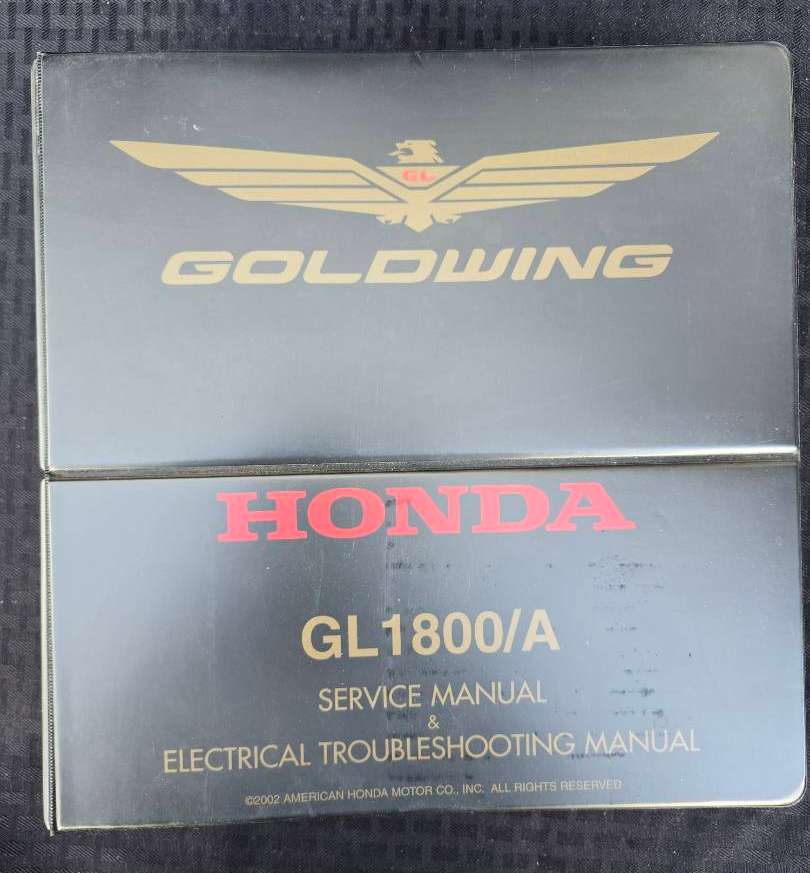 GL
GOLDWING
HONDA
GL1800/A
SERVICE MANUAL
&
ELECTRICAL TROUBLESHOOTING MANUAL
©2002 AMERICAN HONDA MOTOR CO., INC. ALL RIGHTS RESERVED